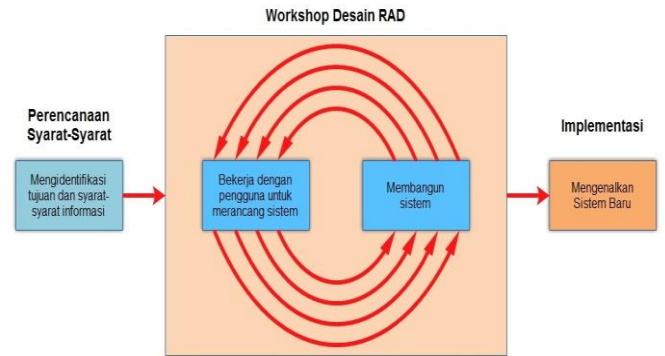 Workshop Desain RAD
Perencanaan
Syarat-Syarat
Mengidentifikasi
tujuan dan syarat-
syarat informasi
Bekerja dengan
pengguna untuk
merancang sistem
Membangun
sistem
Implementasi
Mengenalkan
Sistem Baru